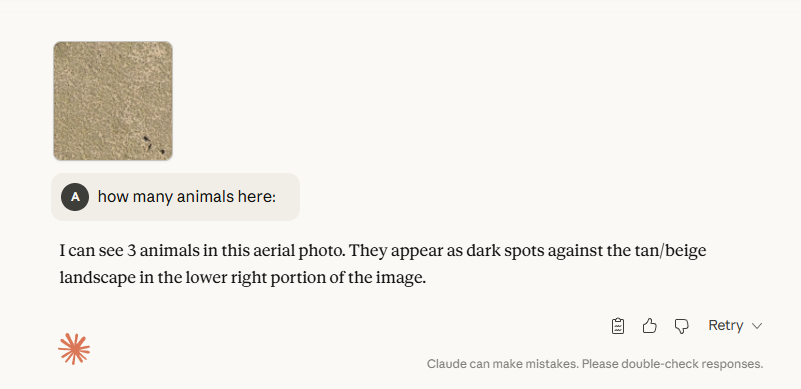 A how many animals here:
I can see 3 animals in this aerial photo. They appear as dark spots against the tan/beige
landscape in the lower right portion of the image.
Retry
Claude can make mistakes. Please double-check responses.